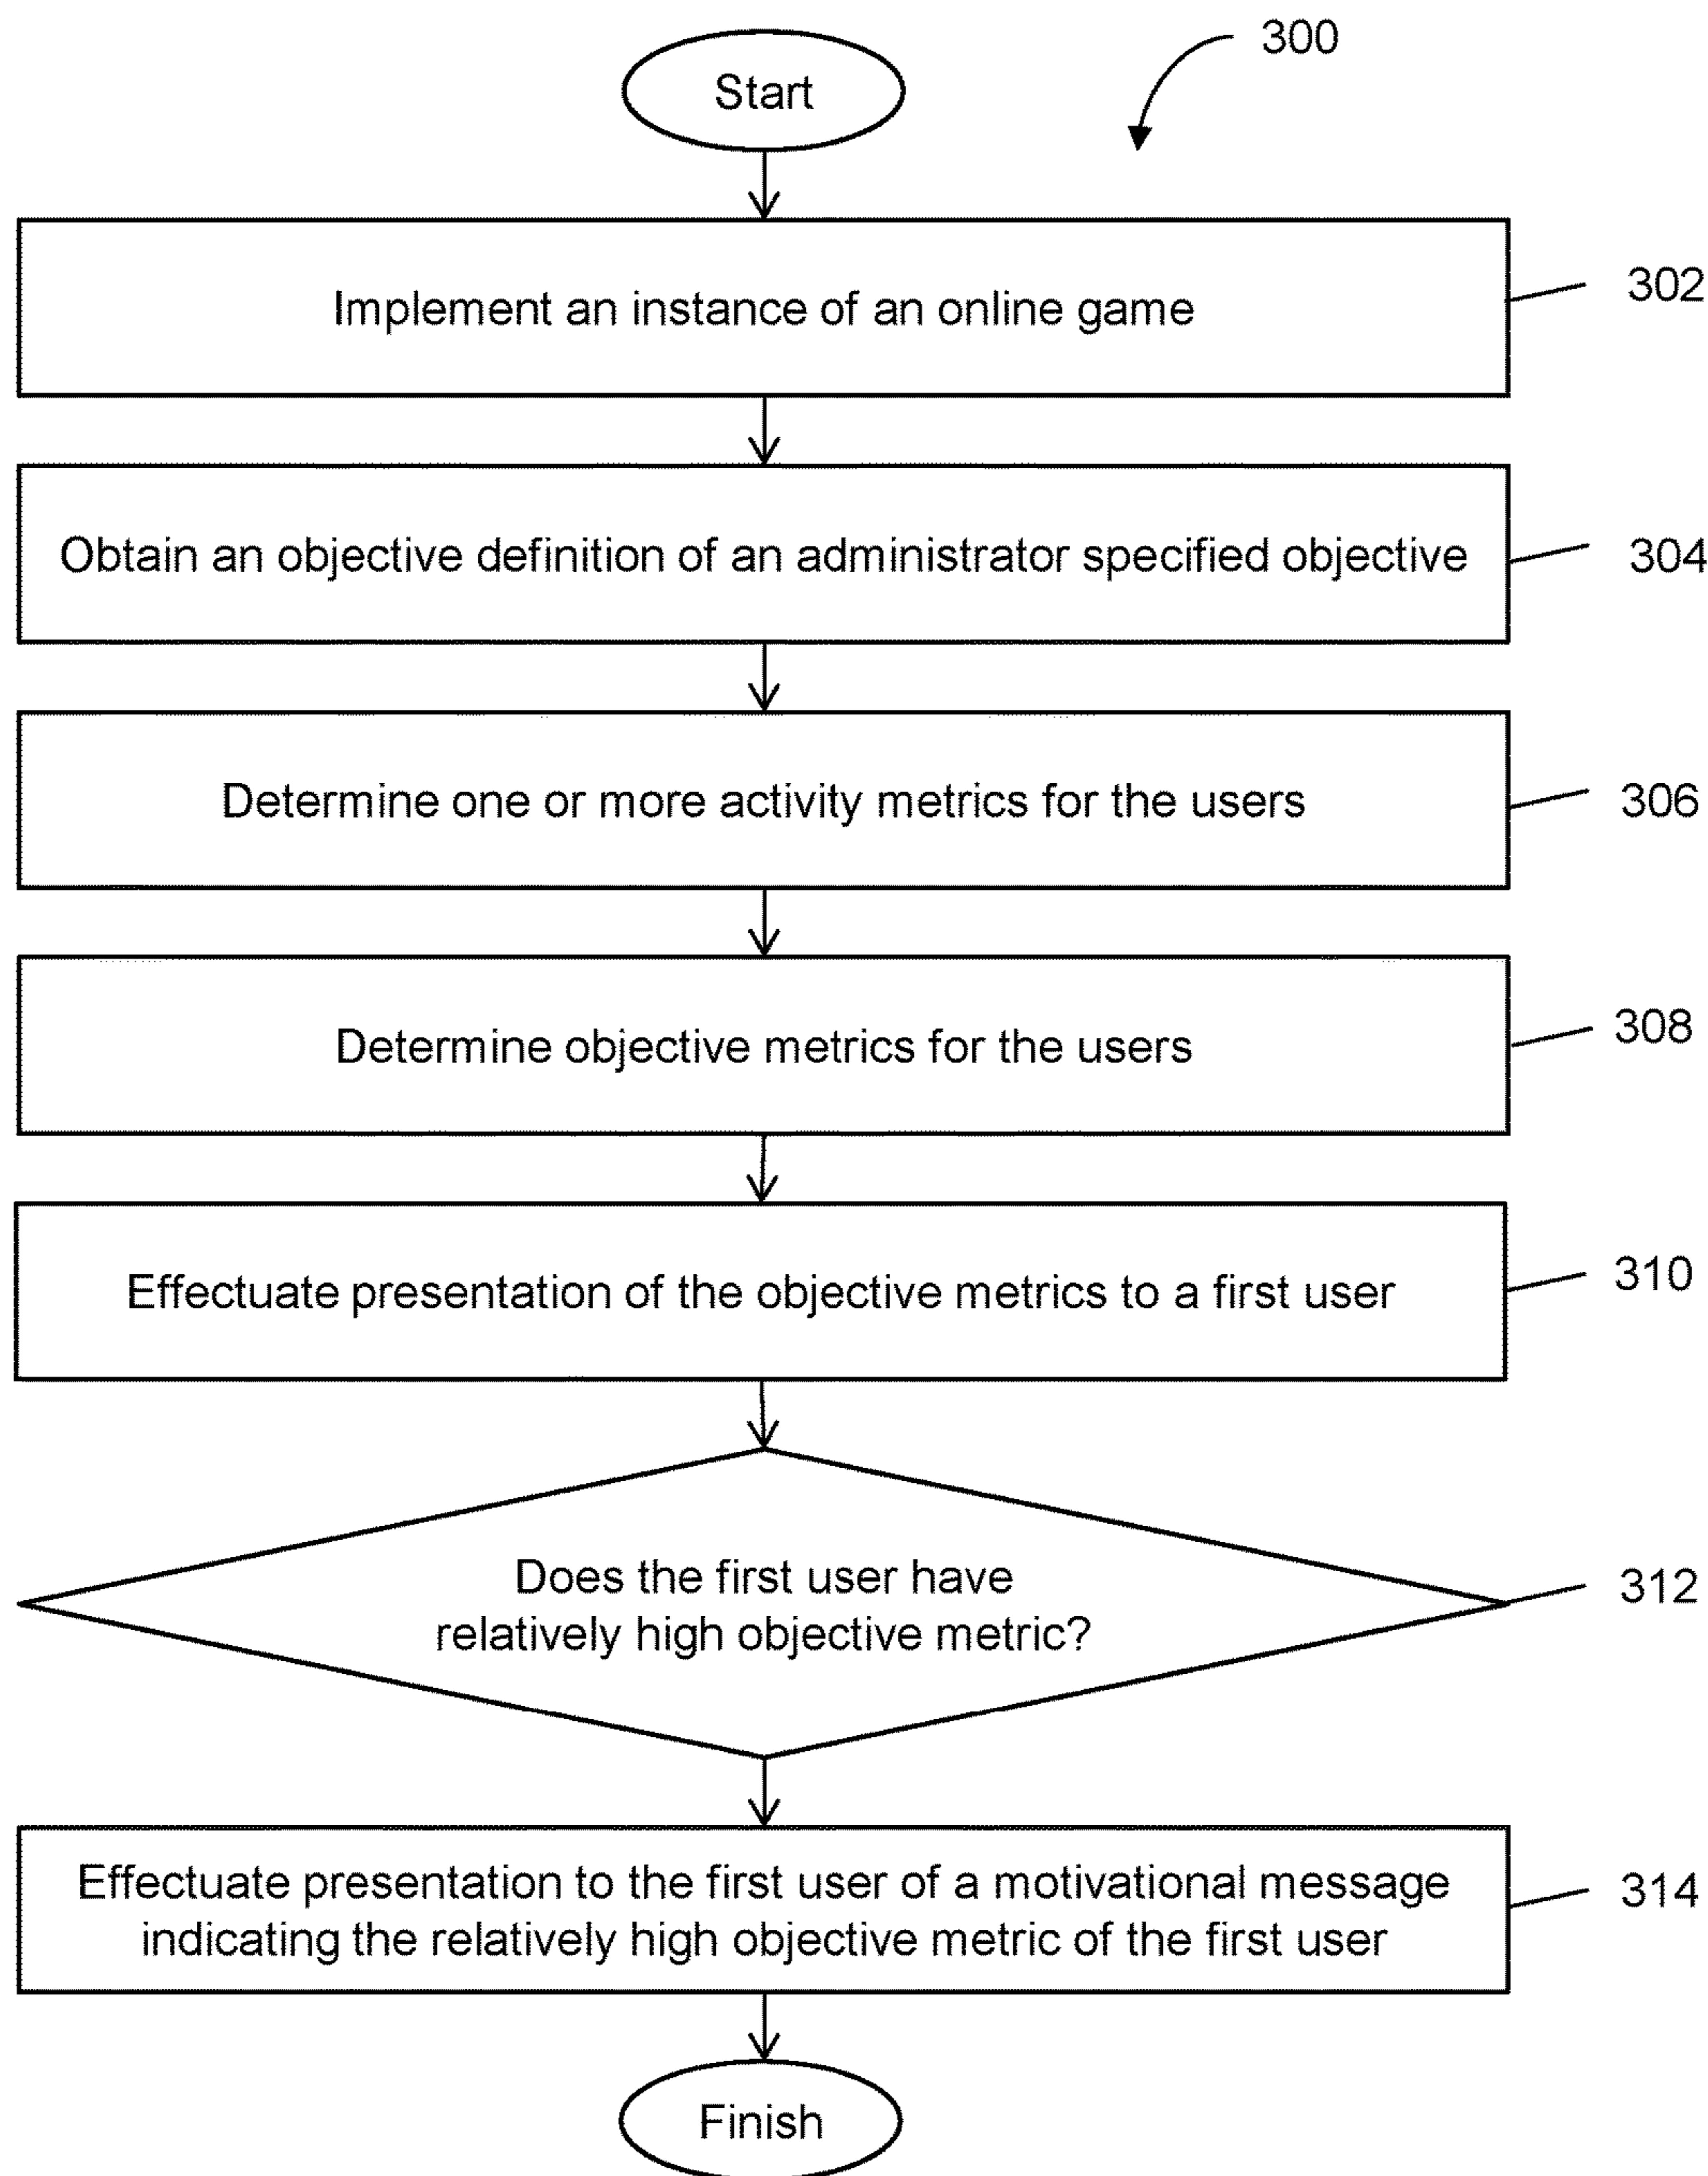 300
Start
Implement an instance of an online game
302
Obtain an objective definition of an administrator specified objective
304
Determine one or more activity metrics for the users
306
Determine objective metrics for the users
308
Effectuate presentation of the objective metrics to a first user
310
Does the first user have
relatively high objective metric?
312
Effectuate presentation to the first user of a motivational message
indicating the relatively high objective metric of the first user
314
Finish